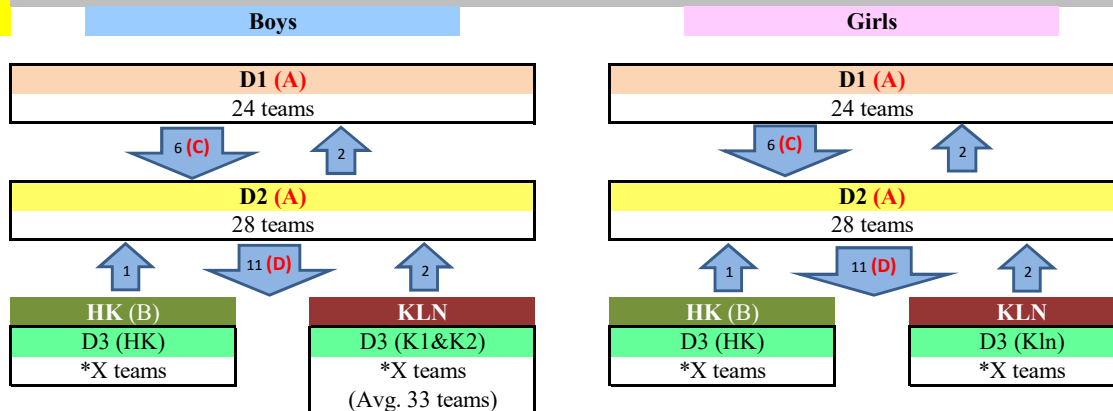 Boys
D1 (A)
24 teams
6 (C)
2
D2 (A)
28 teams
1
11 (D)
2
HK (B)
KLN
D3 (HK)
D3 (K1&K2)
*X teams
*X teams
(Avg. 33 teams)
Girls
D1 (A)
24 teams
6 (C)
2
D2 (A)
28 teams
1
11 (D)
2
HK (B)
KLN
D3 (HK)
D3 (Kln)
*X teams
*X teams